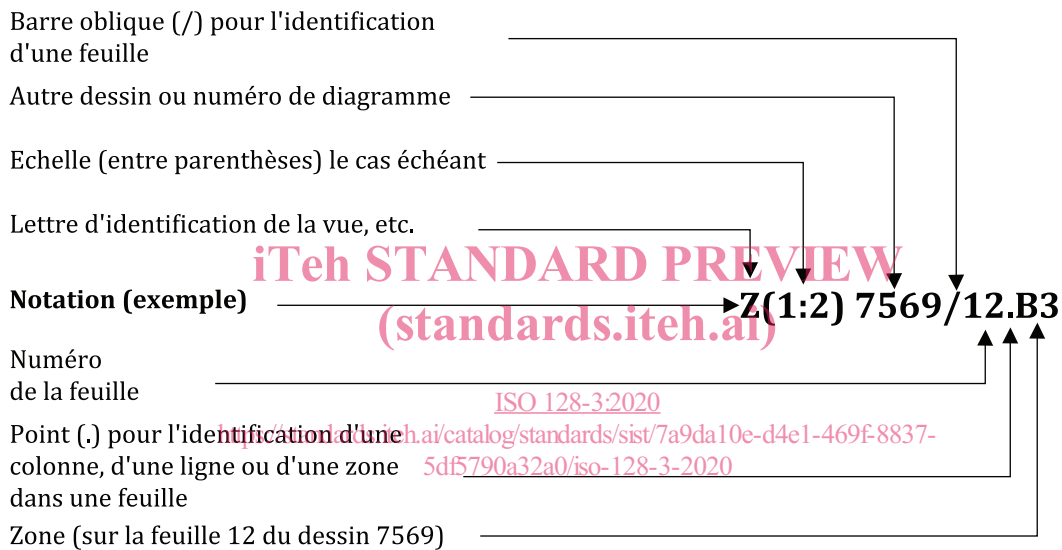 Barre oblique (/) pour l'identification
d'une feuille
Autre dessin ou numéro de diagramme
Echelle (entre parenthèses) le cas échéant
Lettre d'identification de la vue, etc.
iTeh STANDARD PREVIEW
Notation (exemple)
Z(1:2) 7569/12.B3
(standards.iteh.ai)
Numéro
de la feuille
ISO 128-3:2020
Point (.) pour l'identification d'une
https://standards.iteh.ai/catalog/standards/sist/7a9da10e-d4e1-469f-8837-
colonne, d'une ligne ou d'une zone
5df5790a32a0/iso-128-3-2020
dans une feuille
Zone (sur la feuille 12 du dessin 7569)